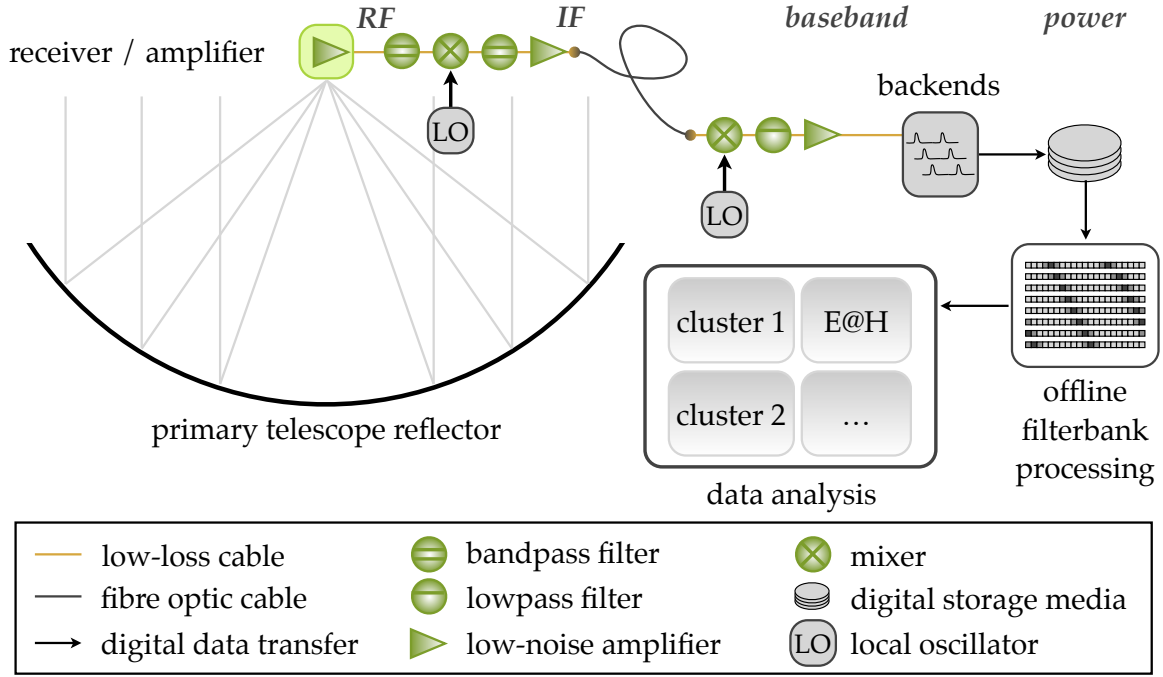 RF
IF
baseband
power
receiver / amplifier
LO
backends
LO
primary telescope reflector
cluster 1
E@H
cluster 2
...
data analysis
offline
filterbank
processing
low-loss cable
bandpass filter
mixer
fibre optic cable
lowpass filter
digital storage media
digital data transfer
low-noise amplifier
LO
local oscillator